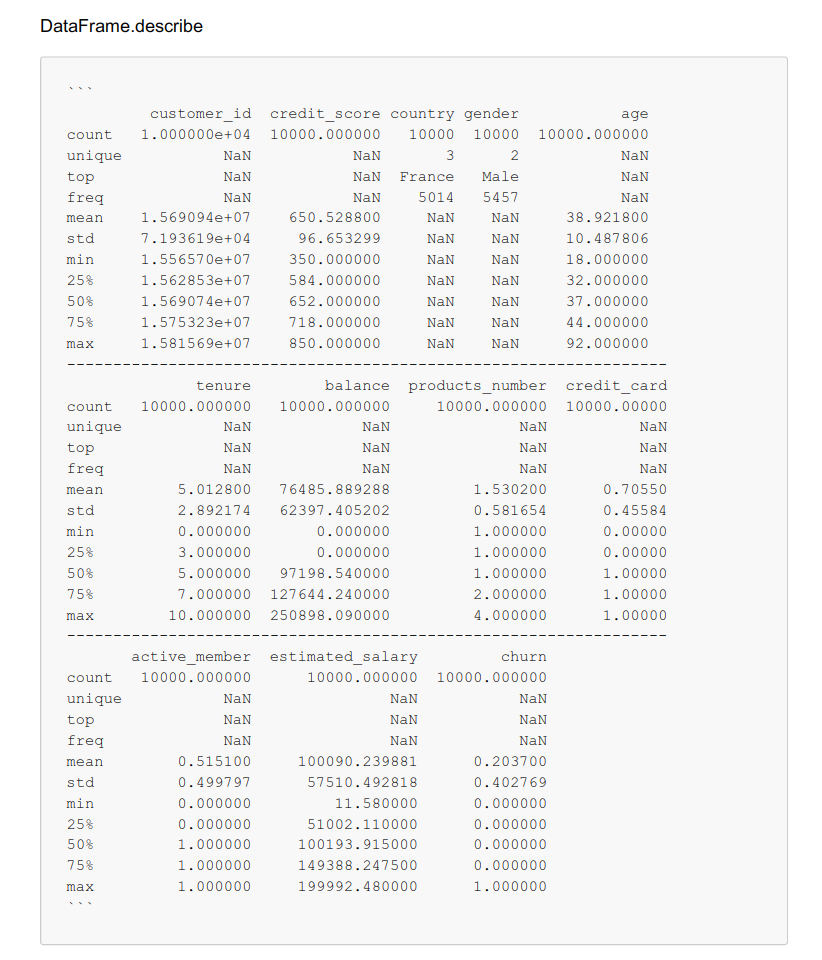 DataFrame.describe
```
         customer_id  credit_score country gender           age
count   1.000000e+04  10000.000000   10000  10000  10000.000000
unique           NaN           NaN       3      2           NaN
top              NaN           NaN  France   Male           NaN
freq             NaN           NaN    5014   5457           NaN
mean    1.569094e+07    650.528800     NaN    NaN     38.921800
std     7.193619e+04     96.653299     NaN    NaN     10.487806
min     1.556570e+07    350.000000     NaN    NaN     18.000000
25%     1.562853e+07    584.000000     NaN    NaN     32.000000
50%     1.569074e+07    652.000000     NaN    NaN     37.000000
75%     1.575323e+07    718.000000     NaN    NaN     44.000000
max     1.581569e+07    850.000000     NaN    NaN     92.000000
-----------------------------------------------------------------
              tenure        balance  products_number  credit_card
count   10000.000000   10000.000000     10000.000000  10000.00000
unique           NaN            NaN              NaN          NaN
top              NaN            NaN              NaN          NaN
freq             NaN            NaN              NaN          NaN
mean        5.012800   76485.889288         1.530200      0.70550
std         2.892174   62397.405202         0.581654      0.45584
min         0.000000       0.000000         1.000000      0.00000
25%         3.000000       0.000000         1.000000      0.00000
50%         5.000000   97198.540000         1.000000      1.00000
75%         7.000000  127644.240000         2.000000      1.00000
max        10.000000  250898.090000         4.000000      1.00000
-----------------------------------------------------------------
       active_member  estimated_salary         churn
count   10000.000000      10000.000000  10000.000000
unique           NaN               NaN           NaN
top              NaN               NaN           NaN
freq             NaN               NaN           NaN
mean        0.515100     100090.239881      0.203700
std         0.499797      57510.492818      0.402769
min         0.000000         11.580000      0.000000
25%         0.000000      51002.110000      0.000000
50%         1.000000     100193.915000      0.000000
75%         1.000000     149388.247500      0.000000
max         1.000000     199992.480000      1.000000
```